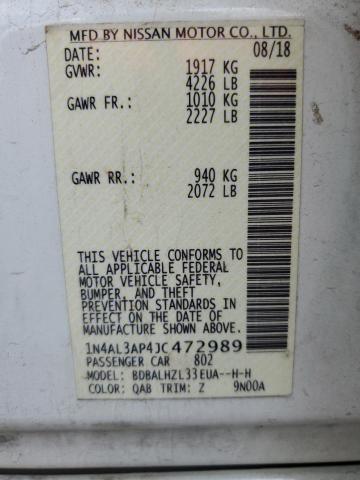 MFD BY NISSAN MOTOR CO., LTD.
DATE: 08/18
GVWR: 1917 KG
4226 LB
GAWR FR.: 1010 KG
2227 LB
GAWR RR.: 940 KG
2072 LB
THIS VEHICLE CONFORMS TO
ALL APPLICABLE FEDERAL
MOTOR VEHICLE SAFETY,
BUMPER, AND THEFT
PREVENTION STANDARDS IN
EFFECT ON THE DATE OF
MANUFACTURE SHOWN ABOVE.
1N4AL3AP4JC472989
PASSENGER CAR 802
MODEL: BDBALHZL33EUA--H-H
COLOR: QAB TRIM: Z 9N00A